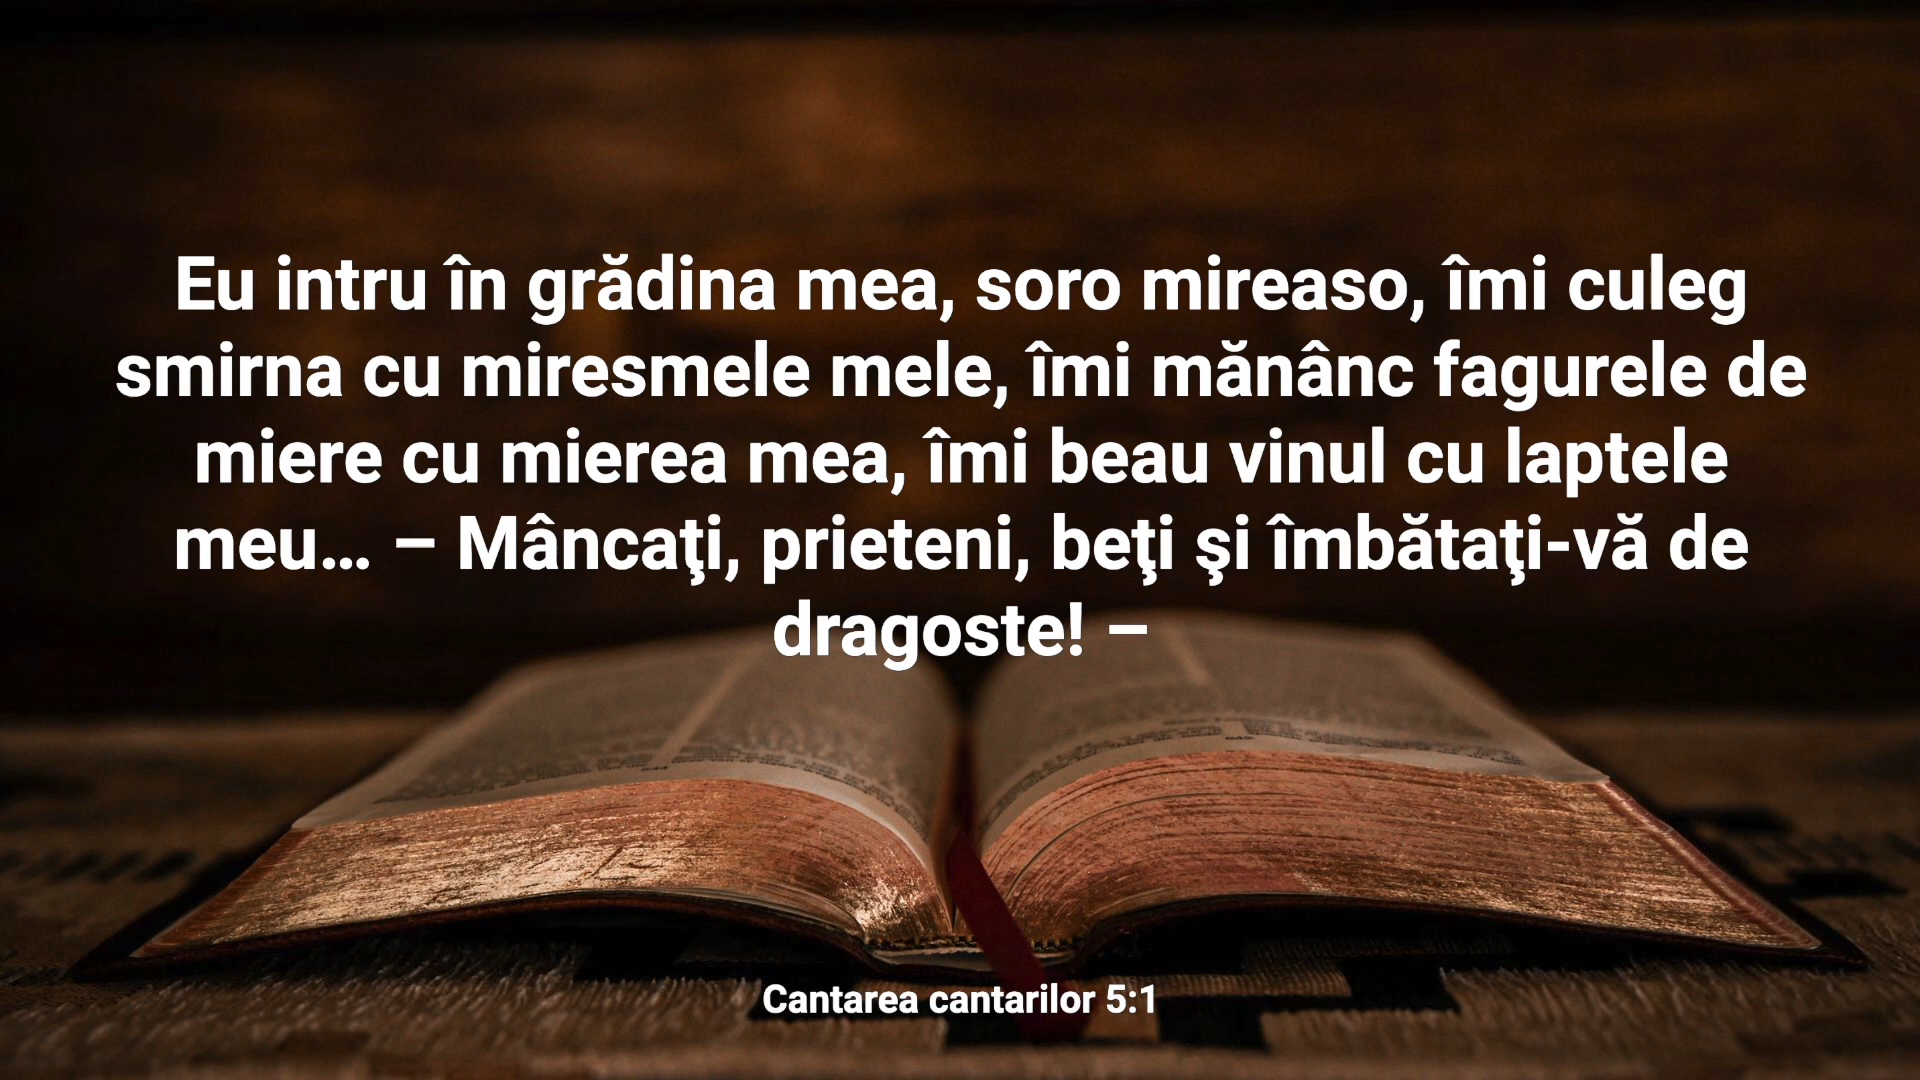 Eu intru în grădina mea, soro mireaso, îmi culeg
smirna cu miresmele mele, îmi mănânc fagurele de
miere cu mierea mea, îmi beau vinul cu laptele
meu… – Mâncaţi, prieteni, beţi şi îmbătaţi-vă de
dragoste! –
Cantarea cantarilor 5:1